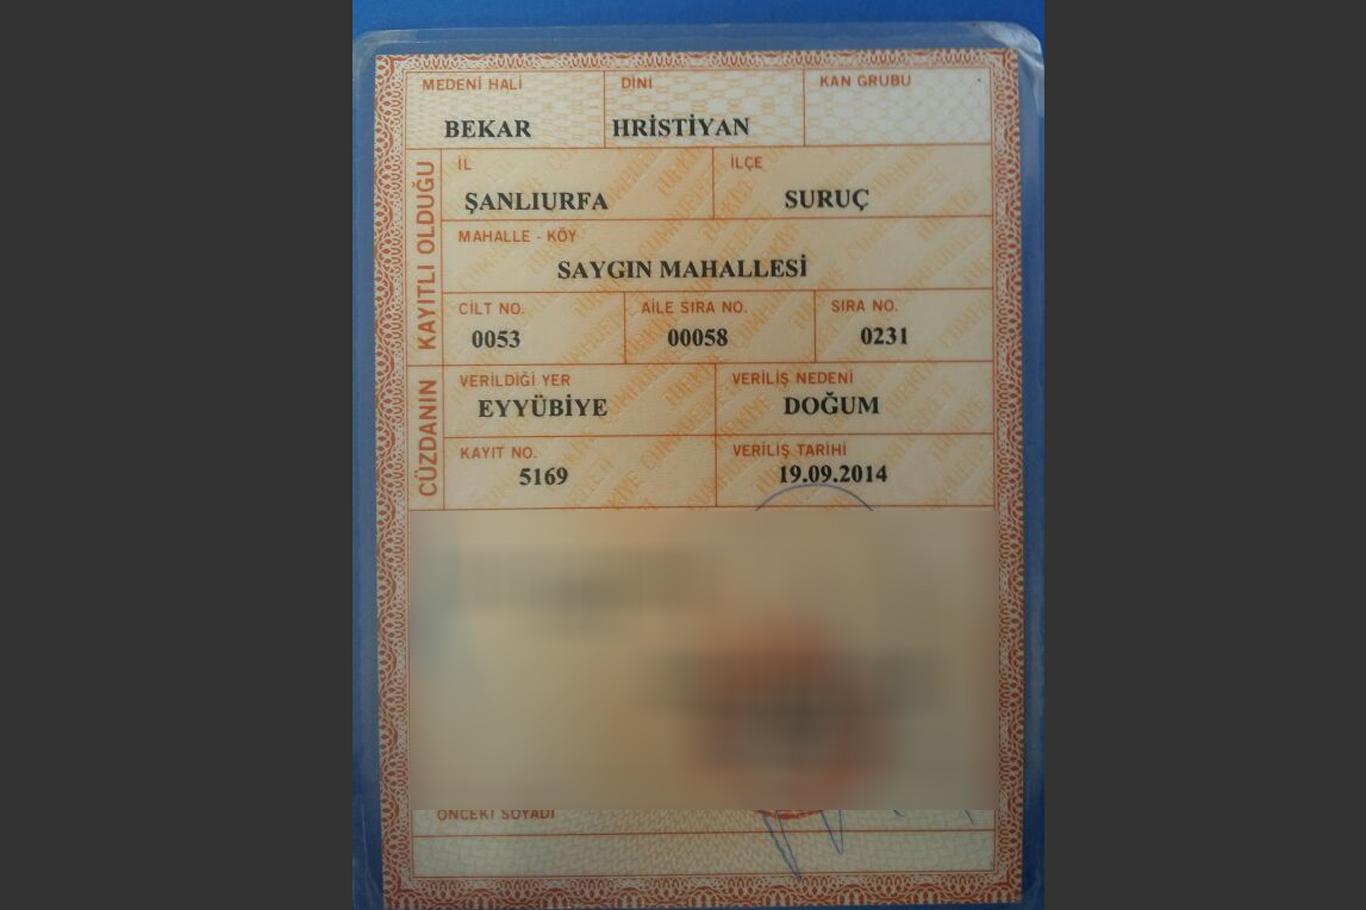 MEDENİ HALİ DİNİ KAN GRUBU
BEKAR HRİSTİYAN
KAYITLI OLDUĞU
İL İLÇE
ŞANLIURFA SURUÇ
MAHALLE - KÖY
SAYGIN MAHALLESİ
CİLT NO. AİLE SIRA NO. SIRA NO.
0053 00058 0231
CÜZDANIN
VERİLDİĞİ YER VERİLİŞ NEDENİ
EYYÜBİYE DOĞUM
KAYIT NO. VERİLİŞ TARİHİ
5169 19.09.2014
ÖNCEKİ SOYADI